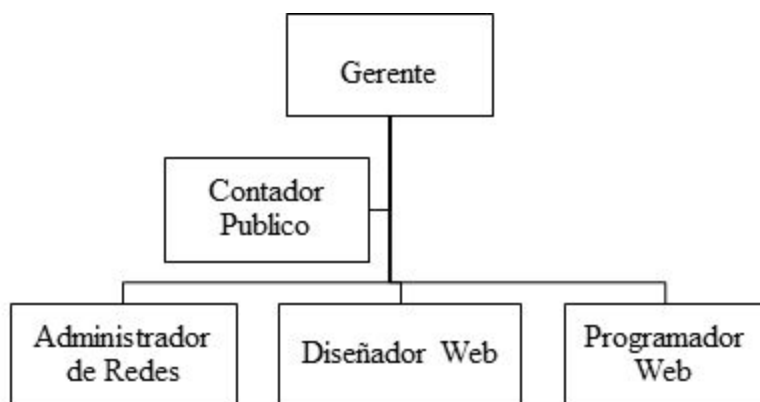 Gerente
Contador
Publico
Administrador
de Redes
Diseñador Web
Programador
Web